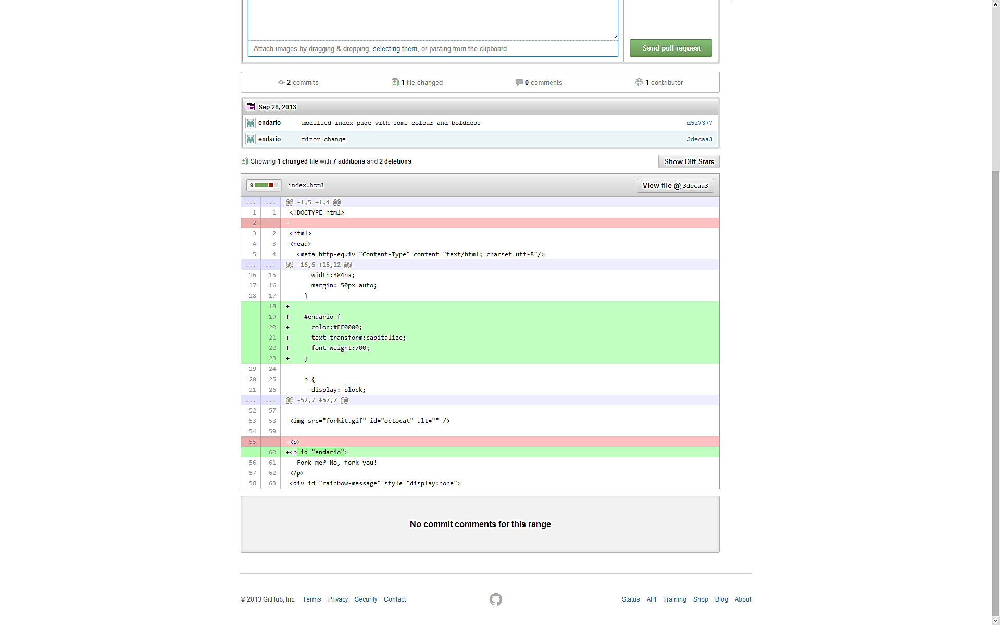 Attach images by dragging & dropping, selecting them, or pasting from the clipboard.
Send pull request
2 commits
1 file changed
0 comments
1 contributor
Sep 28, 2013
endario modified index page with some colour and boldness d5a7377
endario minor change 3decaa3
Showing 1 changed file with 7 additions and 2 deletions.
Show Diff Stats
9 index.html View file @ 3decaa3
... ... @@ -1,5 +1,4 @@
1 1 <!DOCTYPE html>
2 -
3 2 <html>
4 3 <head>
5 4 <meta http-equiv="Content-Type" content="text/html; charset=utf-8"/>
... ... @@ -16,6 +15,12 @@
16 15 width:384px;
17 16 margin: 50px auto;
18 17 }
18 +
19 + #endario {
20 + color:#FF0000;
21 + text-transform:capitalize;
22 + font-weight:700;
23 + }
19 24
20 25 p {
21 26 display: block;
... ... @@ -52,7 +57,7 @@
52 57
53 58 <img src="forkit.gif" id="octocat" alt="" />
54 59
55 -<p>
60 +<p id="endario">
56 61 Fork me? No, fork you!
57 62 </p>
58 63 <div id="rainbow-message" style="display:none">
No commit comments for this range
© 2013 GitHub, Inc. Terms Privacy Security Contact
Status API Training Shop Blog About